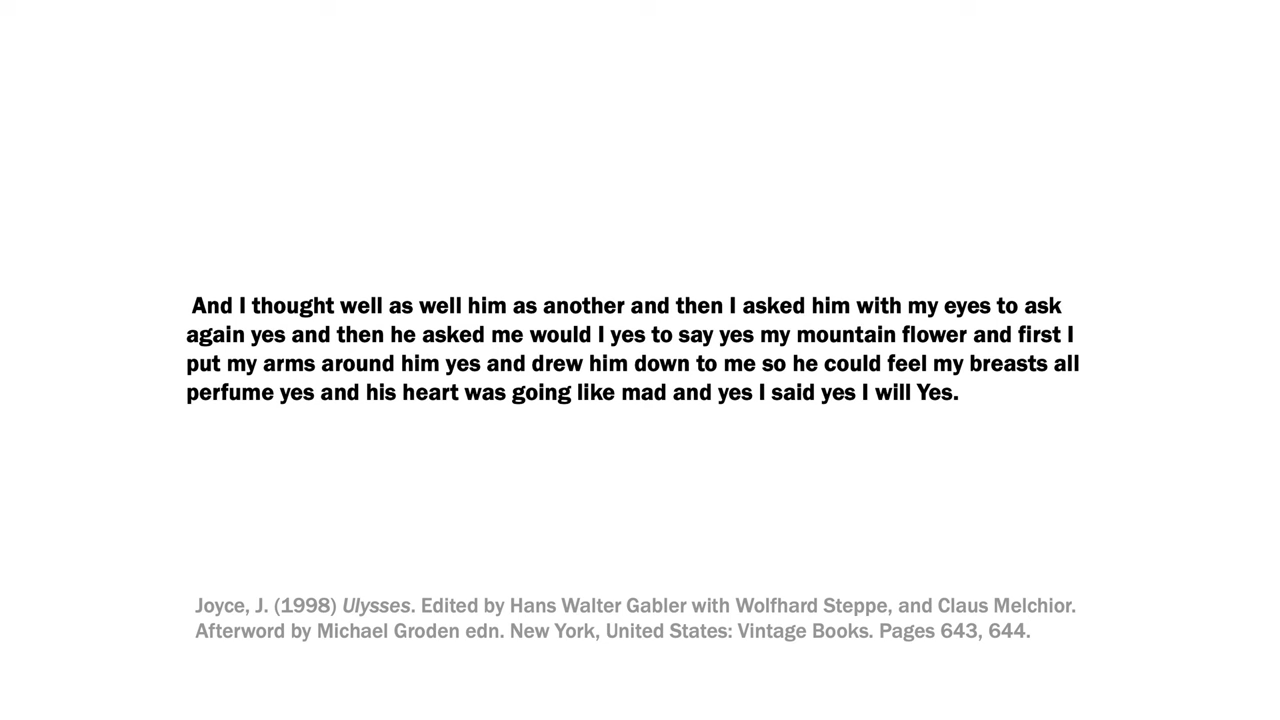 And I thought well as well him as another and then I asked him with my eyes to ask
again yes and then he asked me would I yes to say yes my mountain flower and first I
put my arms around him yes and drew him down to me so he could feel my breasts all
perfume yes and his heart was going like mad and yes I said yes I will Yes.
Joyce, J. (1998) Ulysses. Edited by Hans Walter Gabler with Wolfhard Steppe, and Claus Melchior.
Afterword by Michael Groden edn. New York, United States: Vintage Books. Pages 643, 644.